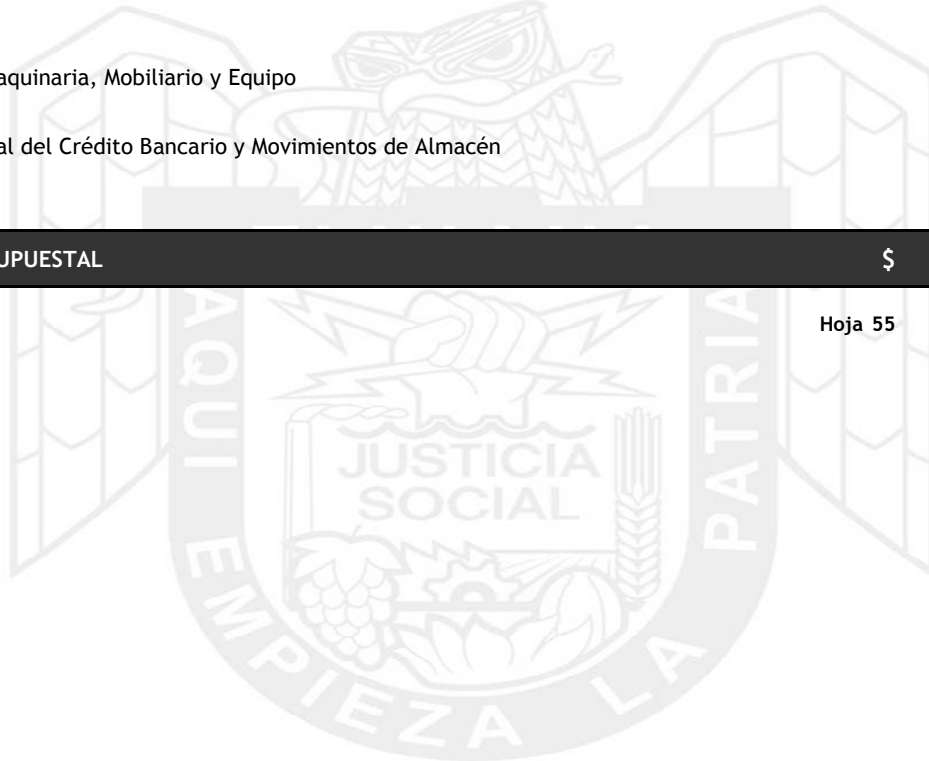 aquinaria, Mobiliario y Equipo
al del Crédito Bancario y Movimientos de Almacén
UPUESTAL $
Hoja 55
AQUI EMPIEZA LA PATRIA
JUSTICIA
SOCIAL